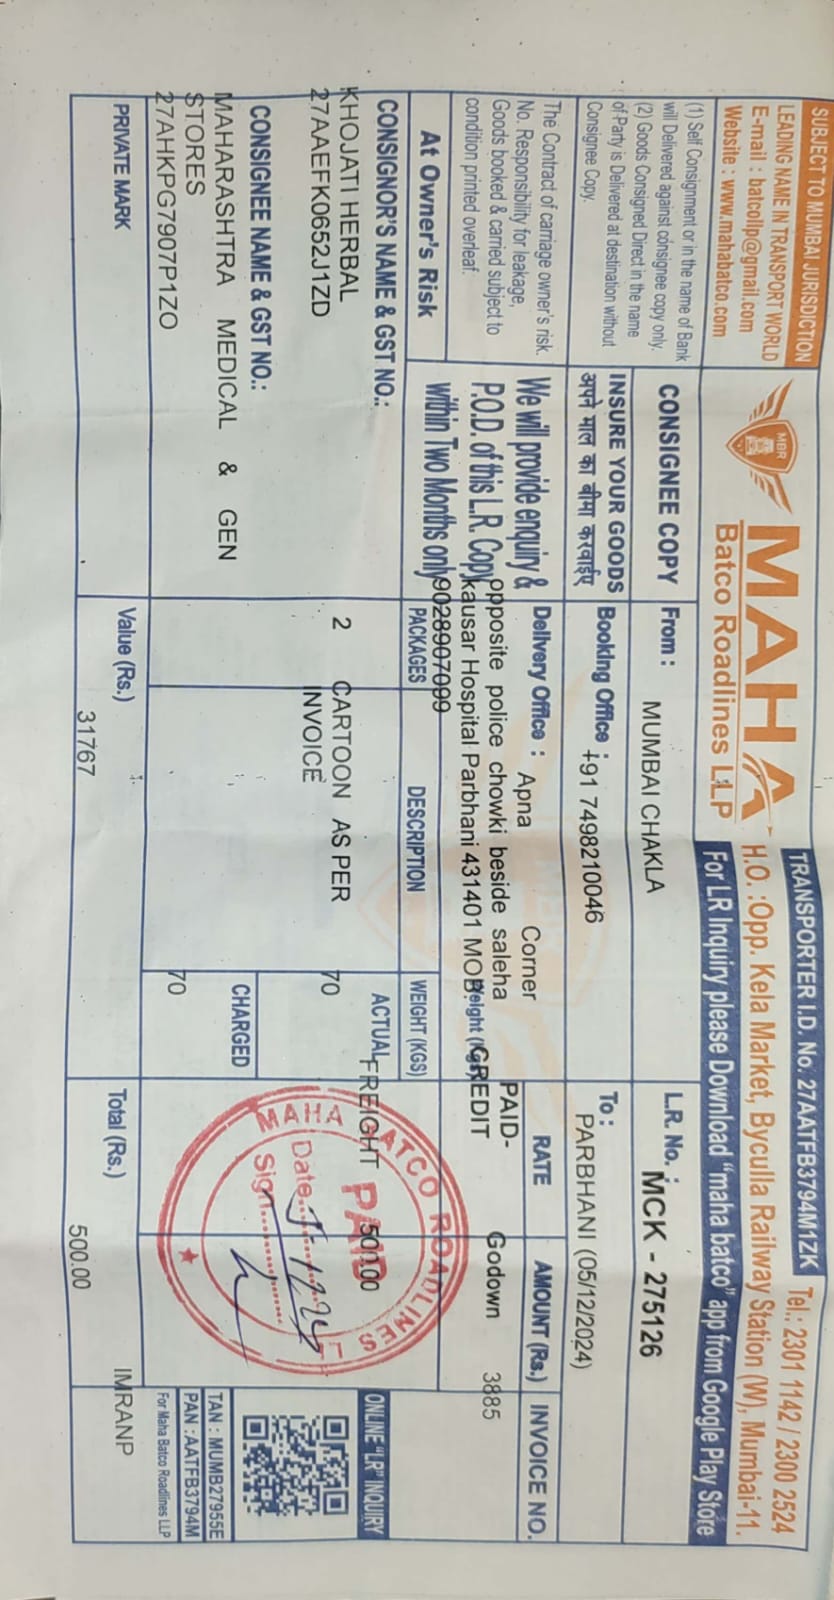 SUBJECT TO MUMBAI JURISDICTION
LEADING NAME IN TRANSPORT WORLD
E-mail : batcollp@gmail.com
Website : www.mahabatco.com
MBR
MAHA
Batco Roadlines LLP
TRANSPORTER I.D. No. 27AATFB3794M1ZK
Tel.: 2301 1142 / 2300 2524
H.O. :Opp. Kela Market, Byculla Railway Station (W), Mumbai-11.
For LR Inquiry please Download "maha batco" app from Google Play Store
(1) Self Consignment or in the name of Bank
will Delivered against consignee copy only.
(2) Goods Consigned Direct in the name
of Party is Delivered at destination without
Consignee Copy.
CONSIGNEE COPY
From : MUMBAI CHAKLA
L.R. No. : MCK - 275126
INSURE YOUR GOODS
अपने माल का बीमा करवाईए
Booking Office : +91 7498210046
To : PARBHANI (05/12/2024)
The Contract of carriage owner's risk.
No. Responsibility for leakage,
Goods booked & carried subject to
condition printed overleaf.
We will provide enquiry &
P.O.D. of this L.R. Copy
within Two Months only
Delivery Office : Apna Corner
opposite police chowki beside saleha
kausar Hospital Parbhani 431401 MOB
9028907099
RATE
AMOUNT (Rs.)
INVOICE NO.
PAID-
CREDIT
Godown
3885
At Owner's Risk
PACKAGES
DESCRIPTION
WEIGHT (KGS)
CONSIGNOR'S NAME & GST NO.:
KHOJATI HERBAL
27AAEFK0652J1ZD
2
CARTOON AS PER
INVOICE
ACTUAL
70
FREIGHT
500.00
MAHA BATCO ROADLINES
PAID
Date
Sign
ONLINE "LR" INQUIRY
CONSIGNEE NAME & GST NO.:
MAHARASHTRA MEDICAL & GEN
STORES
27AHKPG7907P1ZO
CHARGED
70
TAN : MUMB27955E
PAN : AATFB3794M
For Maha Batco Roadlines LLP
PRIVATE MARK
Value (Rs.)
31767
Total (Rs.)
500.00
IMRANP